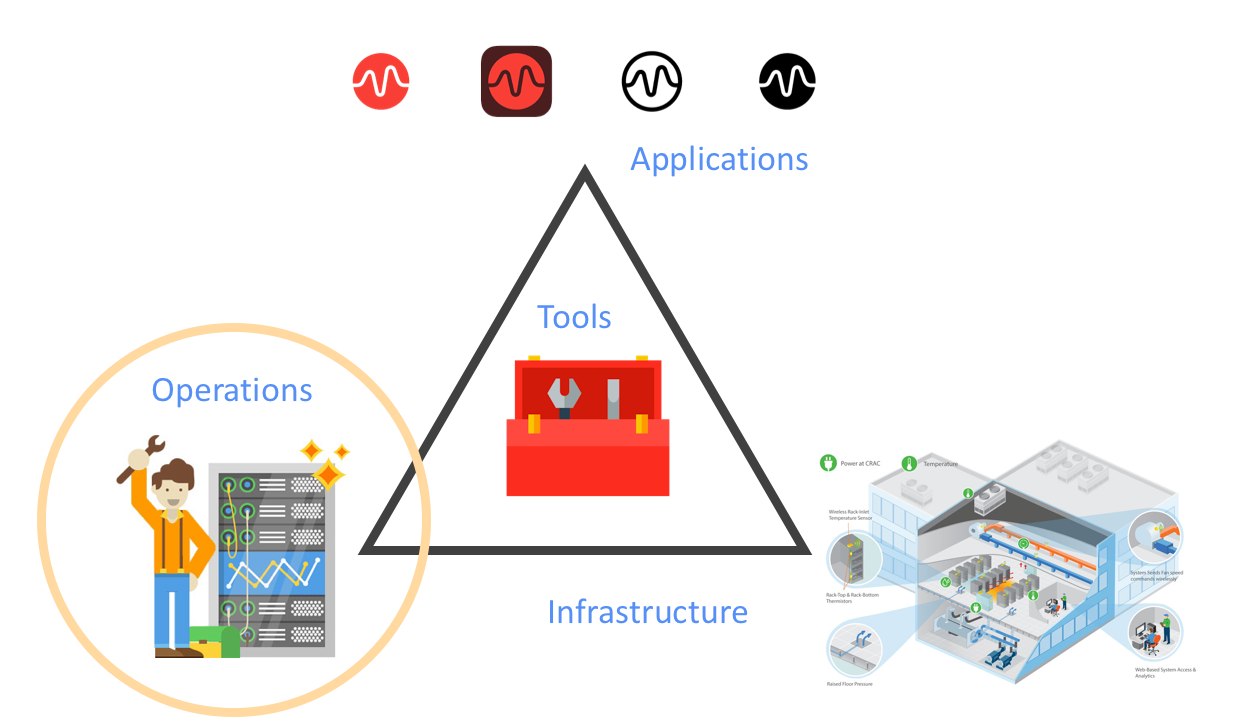 Applications
Tools
Operations
Power at CRAC
Temperature
Wireless Rack-Inlet
Temperature Sensor
System Sends Fan speed
commands wirelessly
Rack-Top & Rack-Bottom
Thermistors
Infrastructure
Web-Based System Access &
Analytics
Raised Floor Pressure